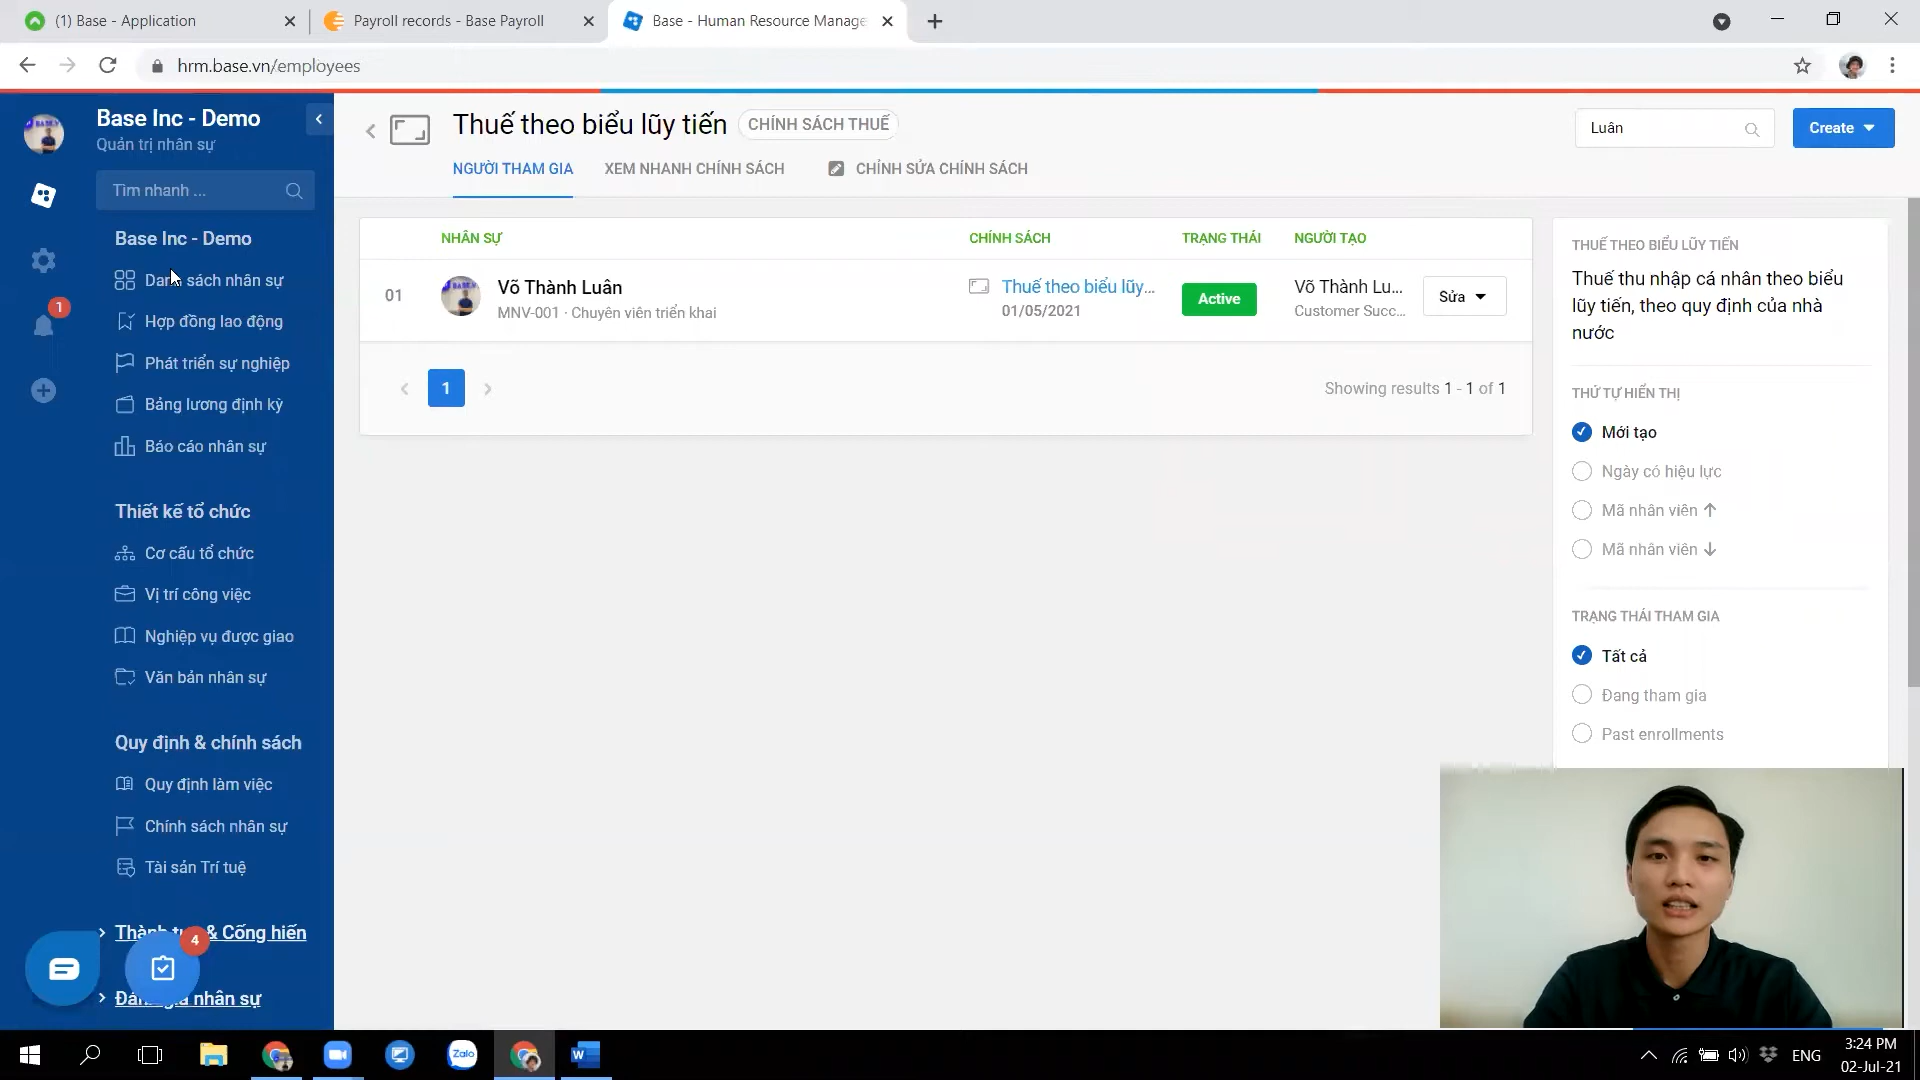 (1) Base - Application
Payroll records - Base Payroll
Base - Human Resource Manage
hrm.base.vn/employees
Base Inc - Demo
Quản trị nhân sự
Tìm nhanh ...
Base Inc - Demo
Danh sách nhân sự
Hợp đồng lao động
1
Phát triển sự nghiệp
Bảng lương định kỳ
Báo cáo nhân sự
Thiết kế tổ chức
Cơ cấu tổ chức
Vị trí công việc
Nghiệp vụ được giao
Văn bản nhân sự
Quy định & chính sách
Quy định làm việc
Chính sách nhân sự
Tài sản Trí tuệ
& Cống hiến
4
nhân sự
Thuế theo biểu lũy tiến
CHÍNH SÁCH THUẾ
Luân
Create
NGƯỜI THAM GIA
XEM NHANH CHÍNH SÁCH
CHỈNH SỬA CHÍNH SÁCH
NHÂN SỰ
CHÍNH SÁCH
TRẠNG THÁI
NGƯỜI TẠO
01
Võ Thành Luân
MNV-001 · Chuyên viên triển khai
Thuế theo biểu lũy...
01/05/2021
Active
Võ Thành Lu...
Customer Succ...
Sửa
1
Showing results 1 - 1 of 1
THUẾ THEO BIỂU LŨY TIẾN
Thuế thu nhập cá nhân theo biểu
lũy tiến, theo quy định của nhà
nước
THỨ TỰ HIỂN THỊ
Mới tạo
Ngày có hiệu lực
Mã nhân viên ↑
Mã nhân viên ↓
TRẠNG THÁI THAM GIA
Tất cả
Đang tham gia
Past enrollments
Zalo
ENG
3:24 PM
02-Jul-21